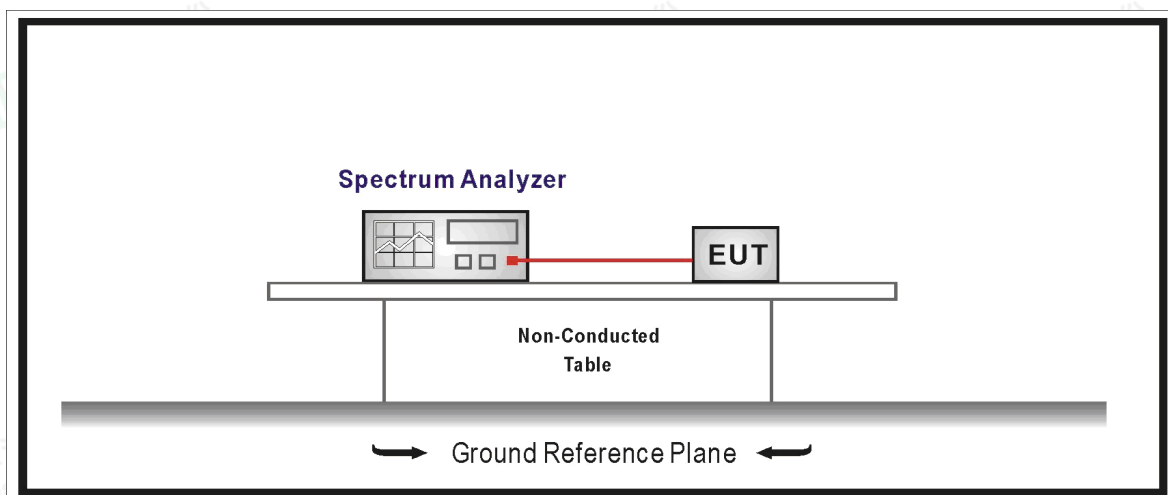 Spectrum Analyzer
EUT
Non-Conducted
Table
Ground Reference Plane